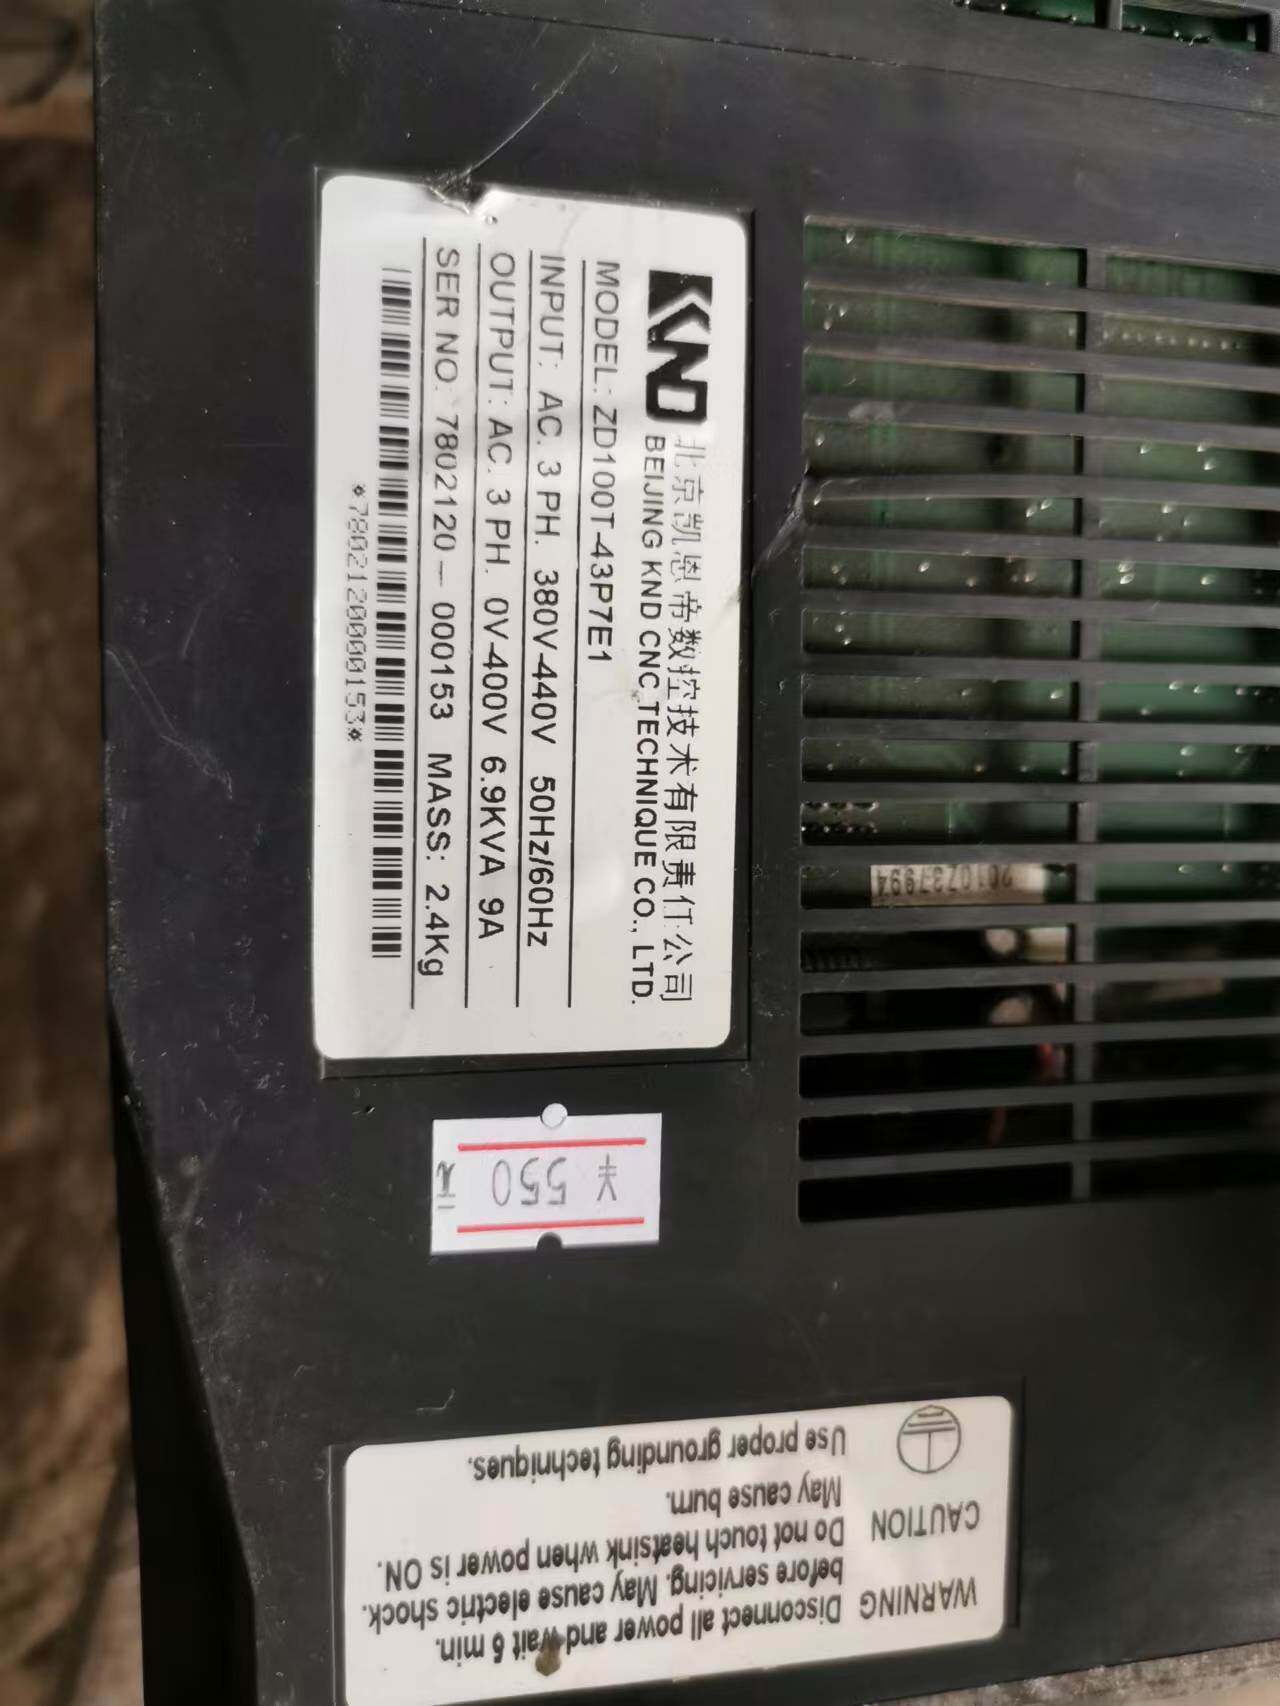 KND 北京凯恩帝数控技术有限责任公司
BEIJING KND CNC TECHNIQUE CO., LTD.
MODEL: ZD100T-43P7E1
INPUT: AC. 3 PH. 380V-440V 50Hz/60Hz
OUTPUT: AC. 3 PH. 0V-400V 6.9KVA 9A
SER NO: 7802120— 000153 MASS: 2.4Kg
*7802120000153*
¥ 550 元
2010737994
WARNING
Disconnect all power and wait 6 min.
before servicing. May cause electric shock.
CAUTION
Do not touch heatsink when power is ON.
May cause burn.
Use proper grounding techniques.